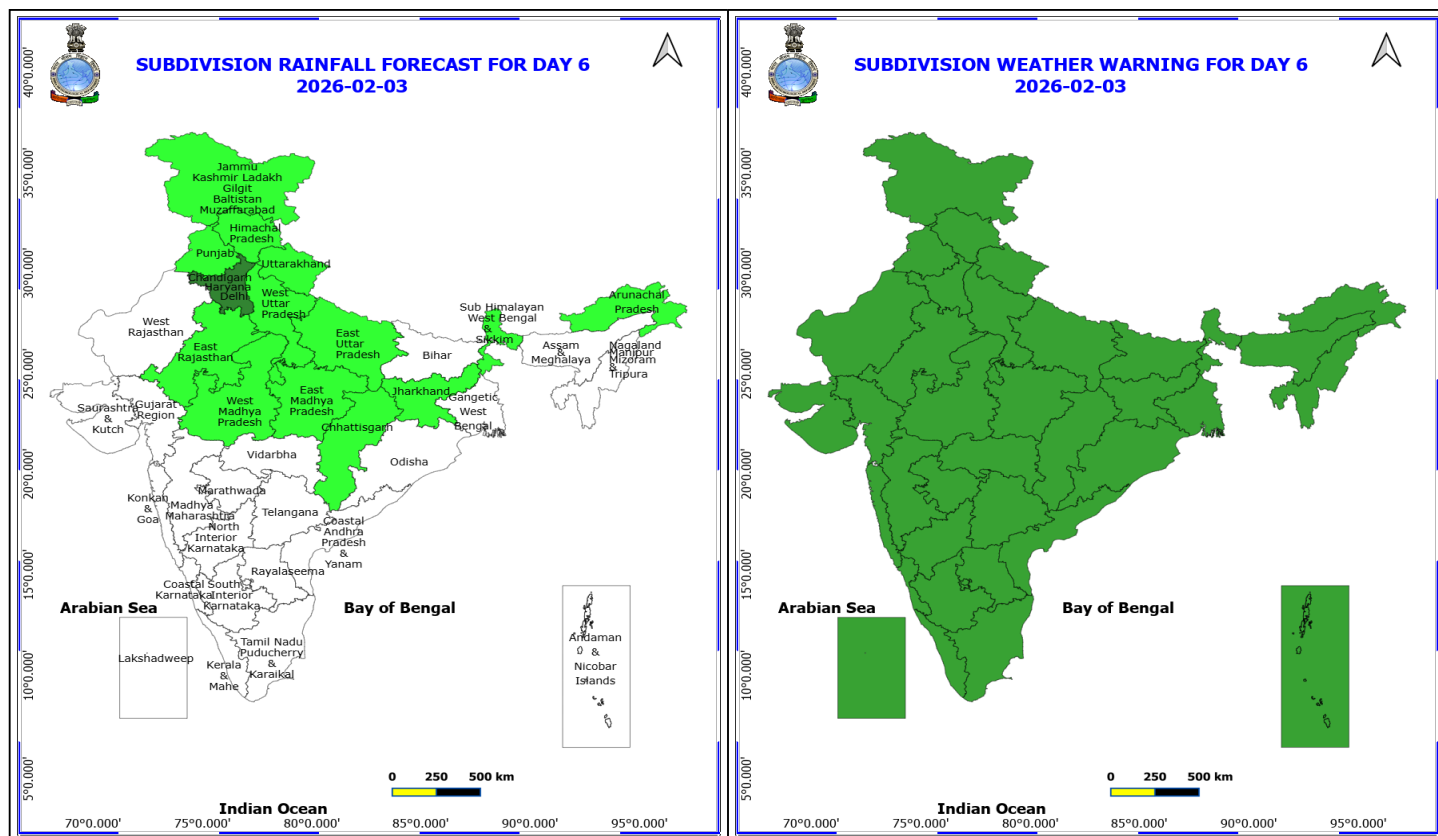 SUBDIVISION RAINFALL FORECAST FOR DAY 6
2026-02-03
40°0.000'
35°0.000'
30°0.000'
25°0.000'
20°0.000'
15°0.000'
10°0.000'
5°0.000'
Jammu
Kashmir Ladakh
Gilgit
Baltistan
Muzaffarabad
Himachal
Pradesh
Punjab
Uttarakhand
Chandigarh
Haryana
Delhi
West
Uttar
Pradesh
West
Rajasthan
East
Rajasthan
East
Uttar
Pradesh
Bihar
Sub Himalayan
West Bengal
&
Sikkim
Arunachal
Pradesh
Assam
&
Meghalaya
Nagaland
Manipur
Mizoram
&
Tripura
Saurashtra
&
Kutch
Gujarat
Region
West
Madhya
Pradesh
East
Madhya
Pradesh
Jharkhand
Gangetic
West
Bengal
Chhattisgarh
Vidarbha
Odisha
Konkan
&
Goa
Madhya
Maharashtra
Marathwada
Telangana
North
Interior
Karnataka
Coastal
Andhra
Pradesh
&
Yanam
Rayalaseema
Coastal
Karnataka
South
Interior
Karnataka
Arabian Sea
Bay of Bengal
Lakshadweep
Kerala
&
Mahe
Tamil Nadu
Puducherry
&
Karaikal
Andaman
&
Nicobar
Islands
0 250 500 km
Indian Ocean
70°0.000' 75°0.000' 80°0.000' 85°0.000' 90°0.000' 95°0.000'
SUBDIVISION WEATHER WARNING FOR DAY 6
2026-02-03
40°0.000'
35°0.000'
30°0.000'
25°0.000'
20°0.000'
15°0.000'
10°0.000'
5°0.000'
Arabian Sea
Bay of Bengal
0 250 500 km
Indian Ocean
70°0.000' 75°0.000' 80°0.000' 85°0.000' 90°0.000' 95°0.000'